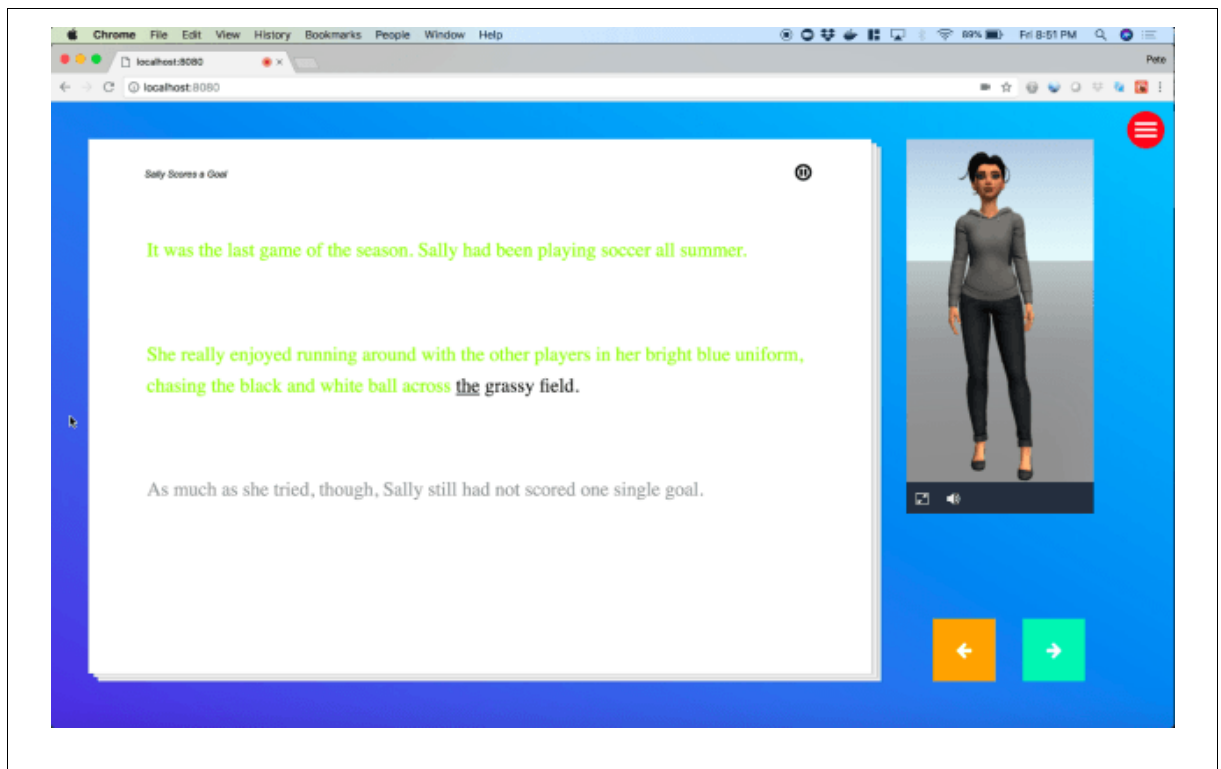 Chrome File Edit View History Bookmarks People Window Help 89% Fri 8:51 PM
localhost:8080 Pete
localhost:8080
Sally Scores a Goal
It was the last game of the season. Sally had been playing soccer all summer.
She really enjoyed running around with the other players in her bright blue uniform,
chasing the black and white ball across the grassy field.
As much as she tried, though, Sally still had not scored one single goal.